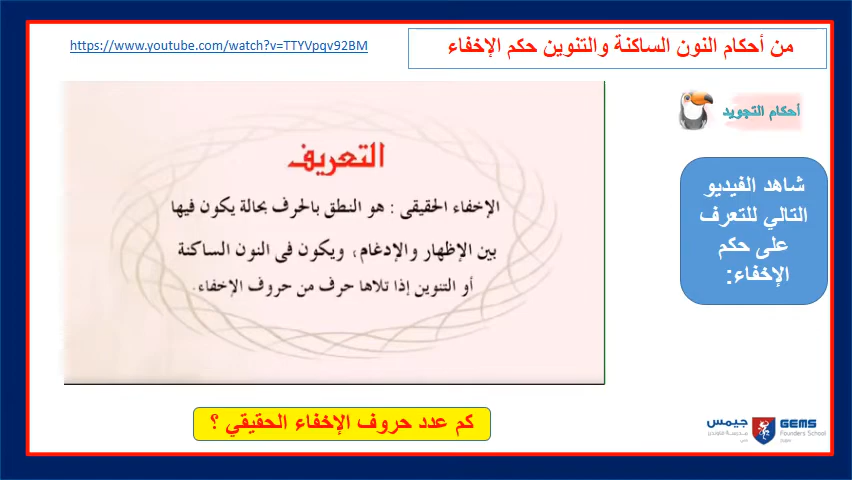 من أحكام النون الساكنة والتنوين حكم الإخفاء
https://www.youtube.com/watch?v=TTYVpqv92BM
أحكام التجويد
شاهد الفيديو
التالي للتعرف
على حكم
الإخفاء:
التعريف
الإخفاء الحقيقى : هو النطق بالحرف بحالة يكون فيها
بين الإظهار والإدغام، ويكون فى النون الساكنة
أو التنوين إذا تلاها حرف من حروف الإخفاء.
كم عدد حروف الإخفاء الحقيقي ؟
جيمس
GEMS
Founders School